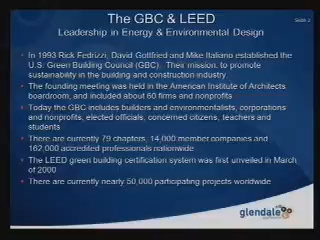 The GBC & LEED
Leadership in Energy & Environmental Design
In 1993 Rick Fedrizzi, David Gottfried and Mike Italiano established the
U.S. Green Building Council (GBC). Their mission, to promote
sustainability in the building and construction industry.
The founding meeting was held in the American Institute of Architects
boardroom, and included about 60 firms and nonprofits
Today the GBC includes builders and environmentalists, corporations
and nonprofits, elected officials, concerned citizens, teachers and
students
There are currently 79 chapters, 14,000 member companies and
162,000 accredited professionals nationwide
The LEED green building certification system was first unveiled in March
of 2000
There are currently nearly 50,000 participating projects worldwide
glendale